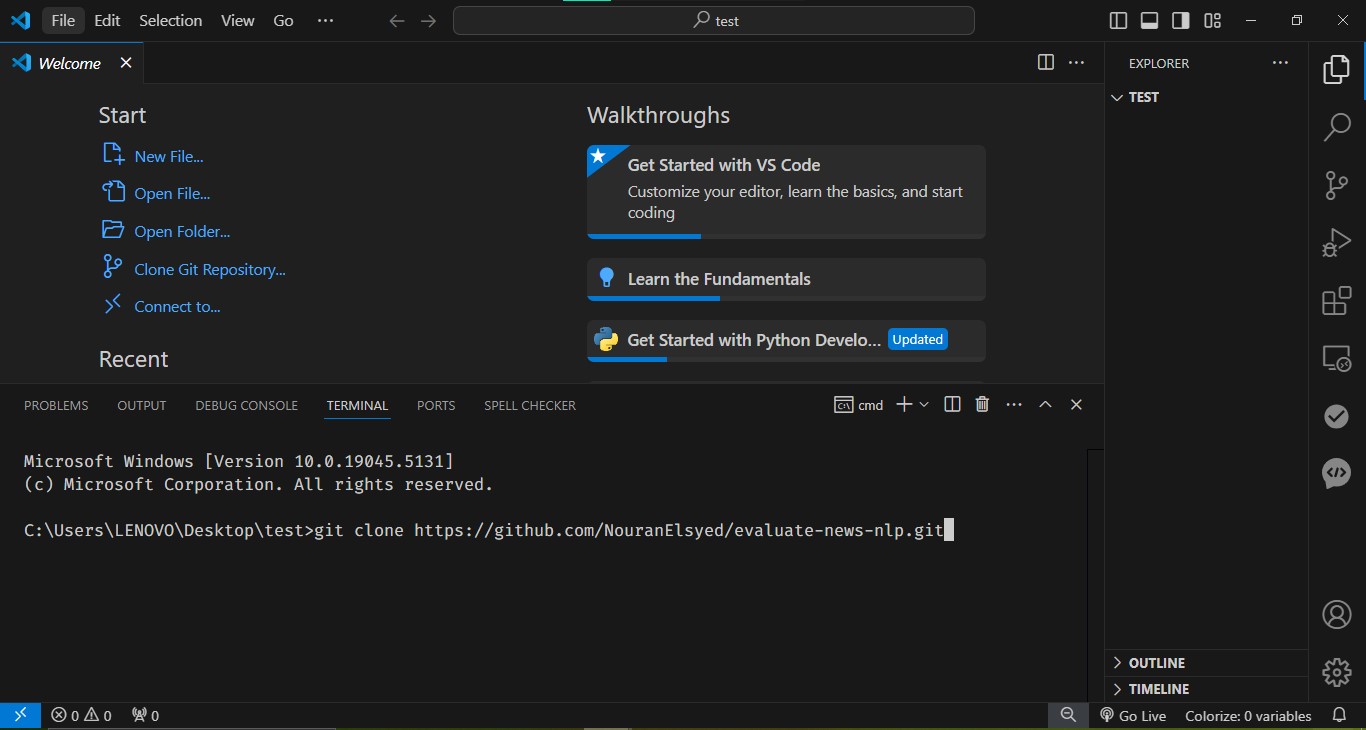 File Edit Selection View Go ··· test
Welcome
EXPLORER
TEST
Start
New File...
Open File...
Open Folder...
Clone Git Repository...
Connect to...
Recent
Walkthroughs
Get Started with VS Code
Customize your editor, learn the basics, and start
coding
Learn the Fundamentals
Get Started with Python Develo... Updated
PROBLEMS OUTPUT DEBUG CONSOLE TERMINAL PORTS SPELL CHECKER cmd
Microsoft Windows [Version 10.0.19045.5131]
(c) Microsoft Corporation. All rights reserved.
C:\Users\LENOVO\Desktop\test>git clone https://github.com/NouranElsyed/evaluate-news-nlp.git
OUTLINE
TIMELINE
0 0 0 Go Live Colorize: 0 variables